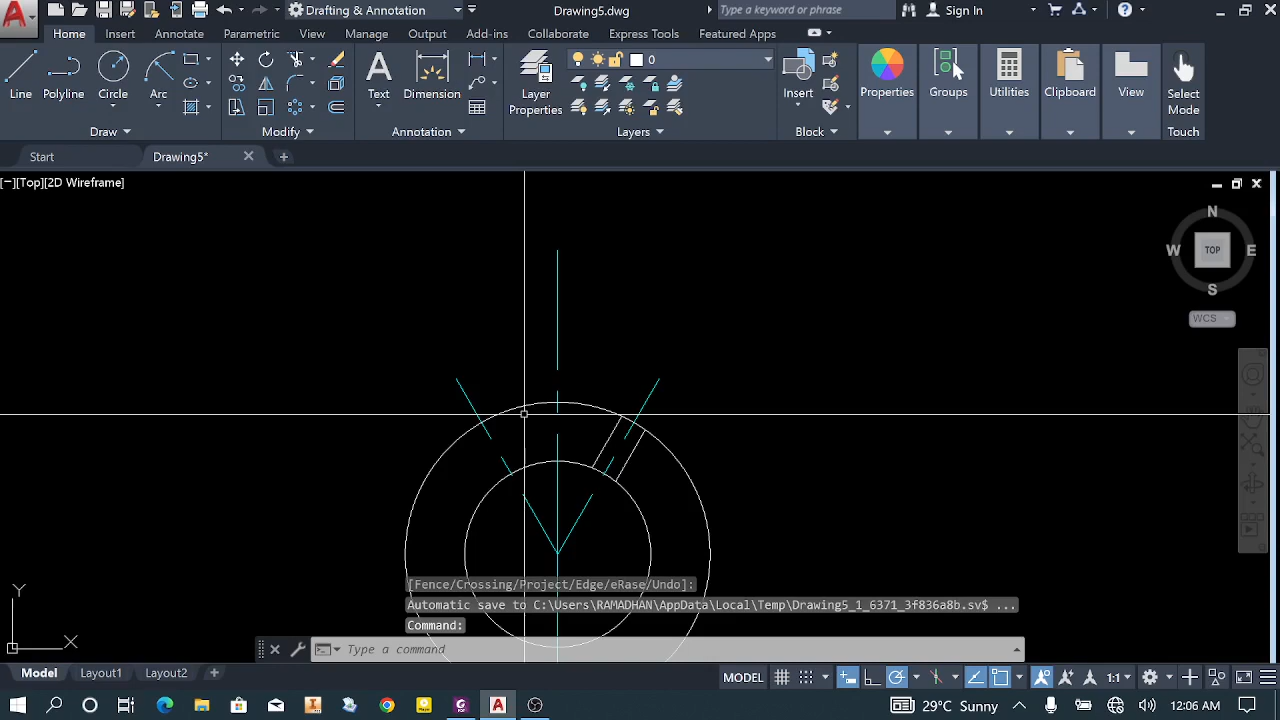 Drafting & Annotation
Drawing5.dwg
Type a keyword or phrase
Sign In
Home
Insert
Annotate
Parametric
View
Manage
Output
Add-ins
Collaborate
Express Tools
Featured Apps
Line
Polyline
Circle
Arc
Text
Dimension
Layer
Properties
0
Insert
Properties
Groups
Utilities
Clipboard
View
Select
Mode
Draw
Modify
Annotation
Layers
Block
Touch
Start
Drawing5*
[−][Top][2D Wireframe]
N
W
TOP
E
S
WCS
[Fence/Crossing/Project/Edge/eRase/Undo]:
Automatic save to C:\Users\RAMADHAN\AppData\Local\Temp\Drawing5_1_6371_3f836a8b.sv$ ...
Command:
Y
X
Type a command
Model
Layout1
Layout2
MODEL
1:1
29°C Sunny
12:00 AM